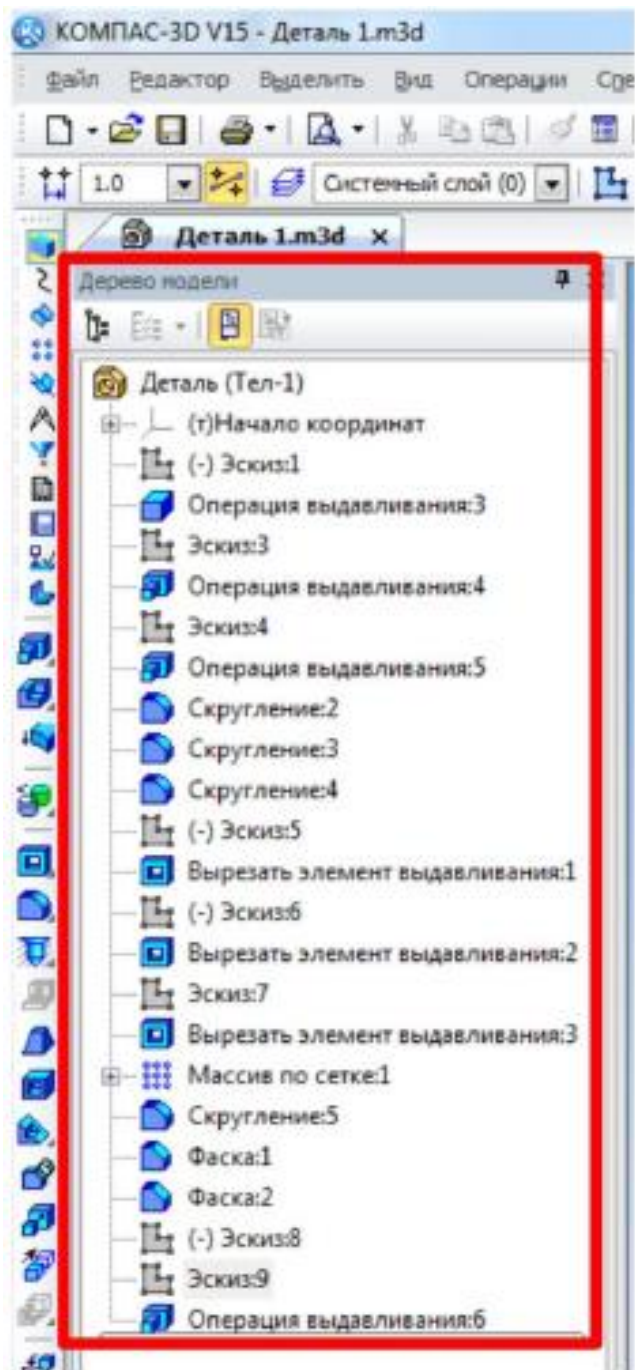 КОМПАС-3D V15 - Деталь 1.m3d
Файл Редактор Выделить Вид Операции Спе
1.0 Системный слой (0)
Деталь 1.m3d x
Дерево модели
Деталь (Тел-1)
(т)Начало координат
(-) Эскиз:1
Операция выдавливания:3
Эскиз:3
Операция выдавливания:4
Эскиз:4
Операция выдавливания:5
Скругление:2
Скругление:3
Скругление:4
(-) Эскиз:5
Вырезать элемент выдавливания:1
(-) Эскиз:6
Вырезать элемент выдавливания:2
Эскиз:7
Вырезать элемент выдавливания:3
Массив по сетке:1
Скругление:5
Фаска:1
Фаска:2
(-) Эскиз:8
Эскиз:9
Операция выдавливания:6